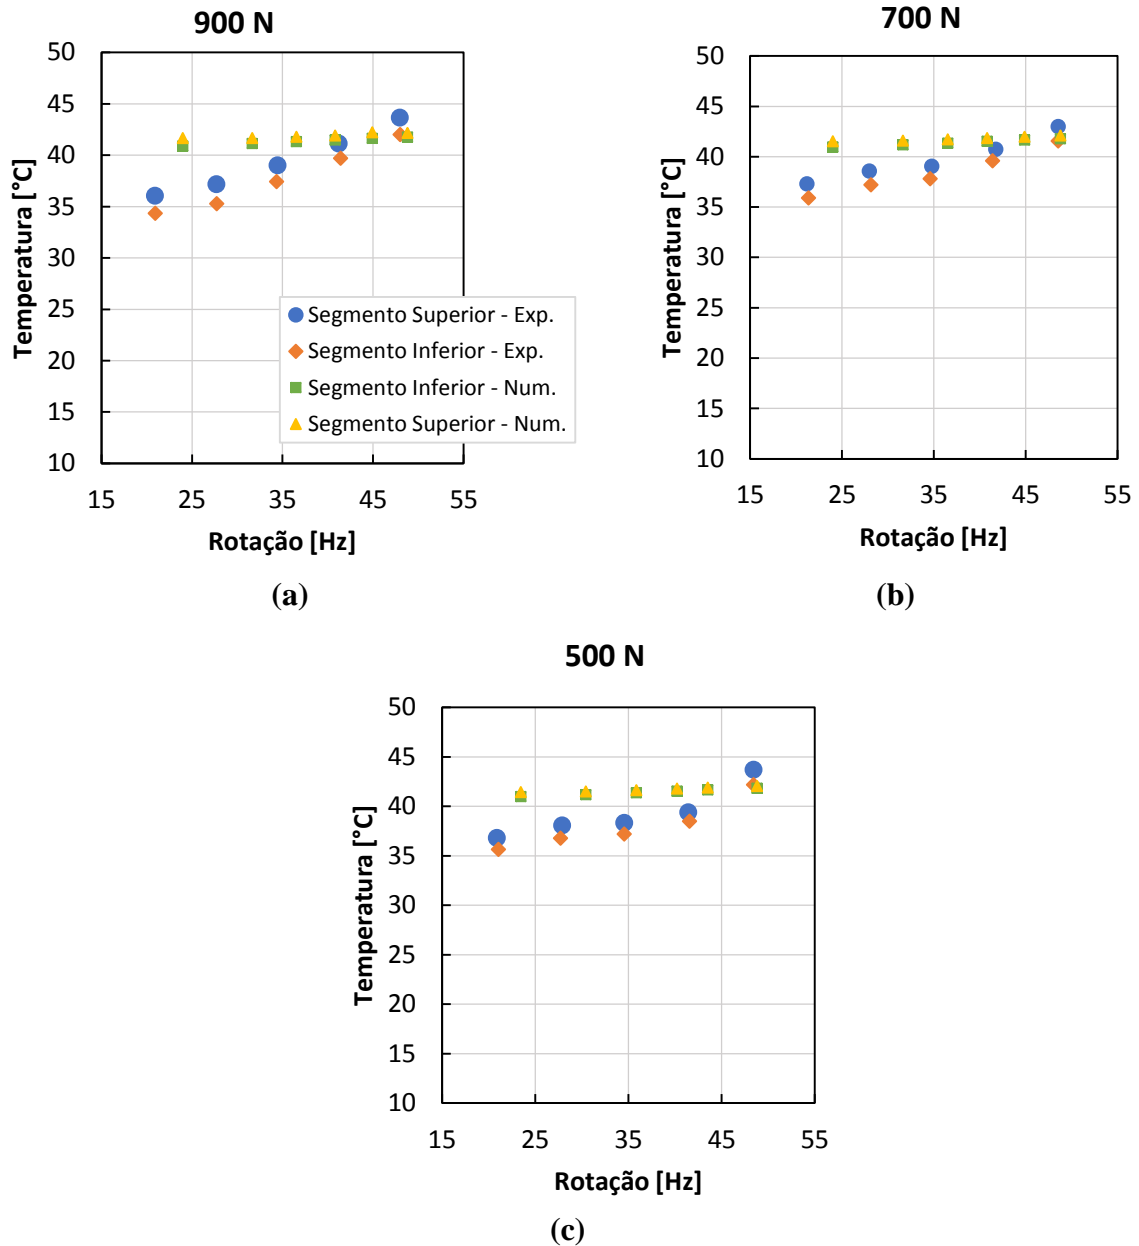 900 N
50
45
40
35
30
25
20
15
10
Temperatura [°C]
Segmento Superior - Exp.
Segmento Inferior - Exp.
Segmento Inferior - Num.
Segmento Superior - Num.
15 25 35 45 55
Rotação [Hz]
(a)
700 N
50
45
40
35
30
25
20
15
10
Temperatura [°C]
15 25 35 45 55
Rotação [Hz]
(b)
500 N
50
45
40
35
30
25
20
15
10
Temperatura [°C]
15 25 35 45 55
Rotação [Hz]
(c)